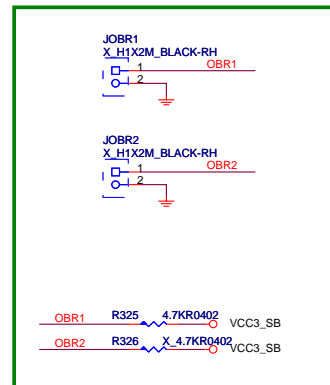 JOBR1
X_H1X2M_BLACK-RH
1 OBR1
2
JOBR2
X_H1X2M_BLACK-RH
1 OBR2
2
OBR1 R325 4.7KR0402 VCC3_SB
OBR2 R326 X_4.7KR0402 VCC3_SB